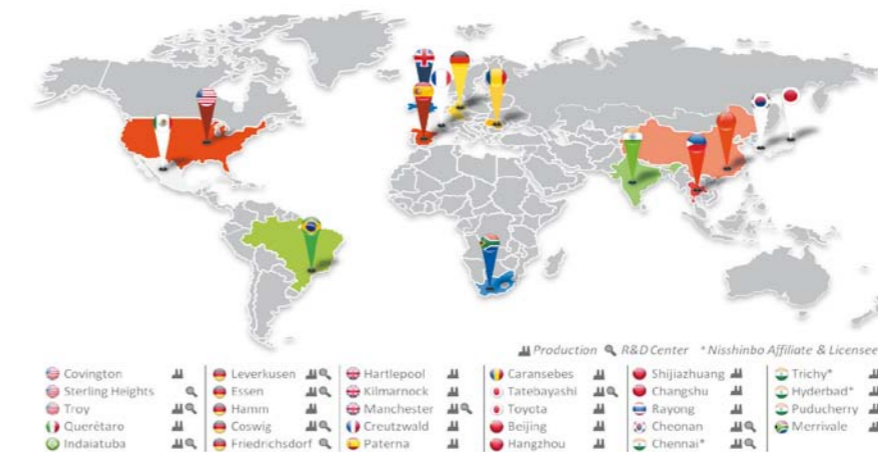 Production R&D Center * Nisshinbo Affiliate & Licensee
Covington
Sterling Heights
Troy
Querétaro
Indaiatuba
Leverkusen
Essen
Hamm
Coswig
Friedrichsdorf
Hartlepool
Kilmarnock
Manchester
Creutzwald
Paterna
Caransebes
Tatebayashi
Toyota
Beijing
Hangzhou
Shijiazhuang
Changshu
Rayong
Cheonan
Chennai*
Trichy*
Hyderbad*
Puducherry
Merrivale